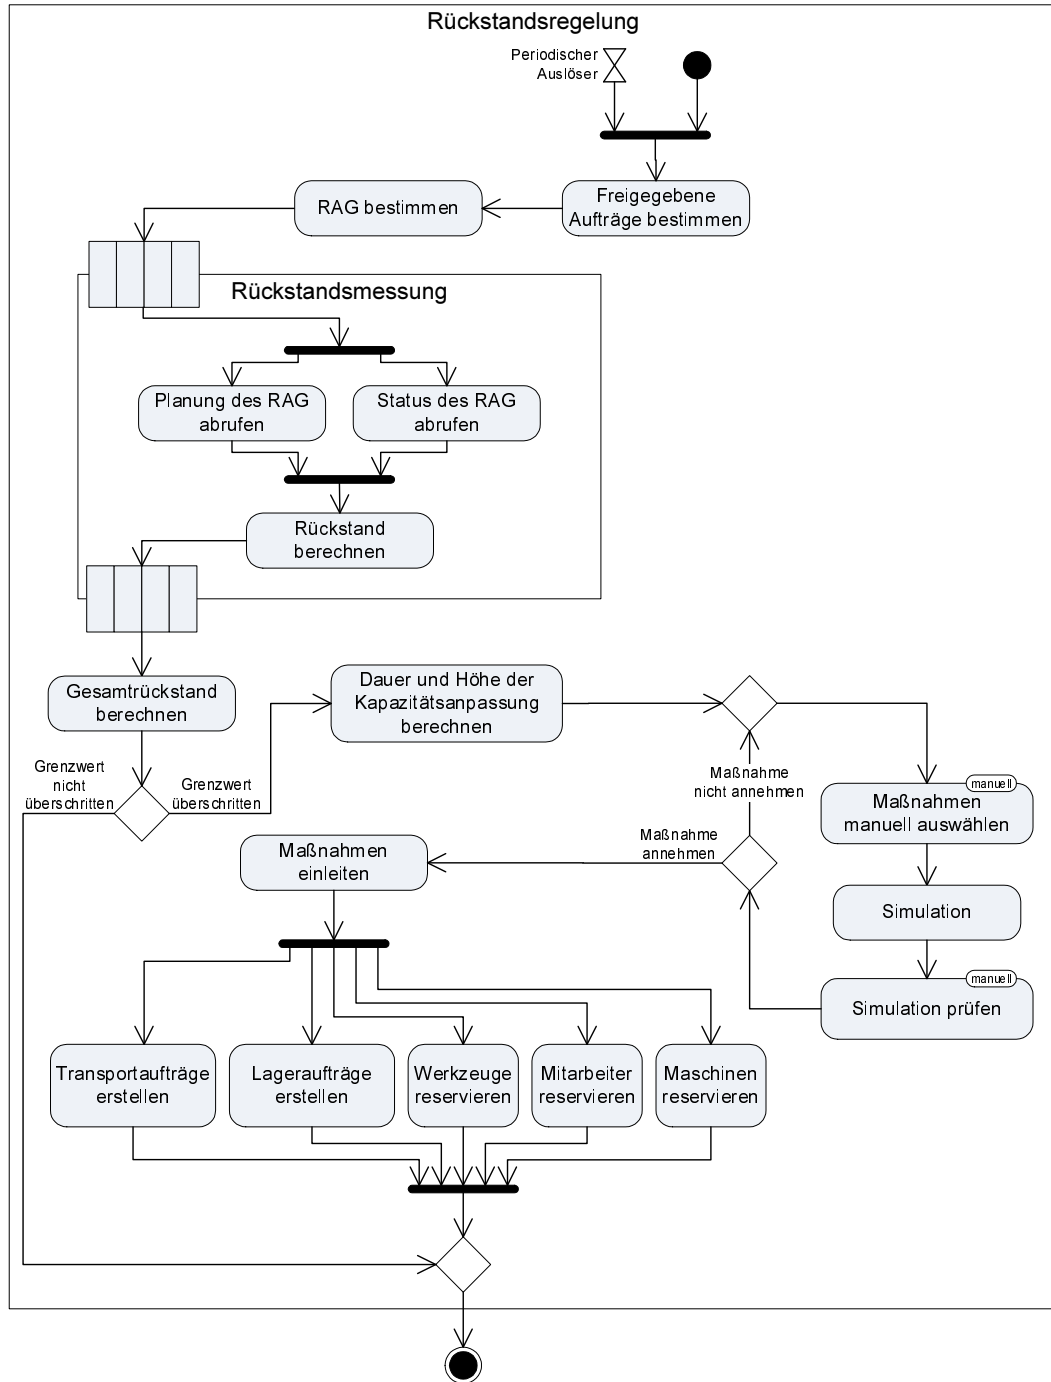 Rückstandsregelung
Periodischer
Auslöser
Freigegebene
Aufträge bestimmen
RAG bestimmen
Rückstandsmessung
Planung des RAG
abrufen
Status des RAG
abrufen
Rückstand
berechnen
Gesamtrückstand
berechnen
Dauer und Höhe der
Kapazitätsanpassung
berechnen
Grenzwert
nicht
überschritten
Grenzwert
überschritten
Maßnahme
nicht annehmen
manuell
Maßnahmen
manuell auswählen
Maßnahme
annehmen
Maßnahmen
einleiten
Simulation
manuell
Simulation prüfen
Transportaufträge
erstellen
Lageraufträge
erstellen
Werkzeuge
reservieren
Mitarbeiter
reservieren
Maschinen
reservieren